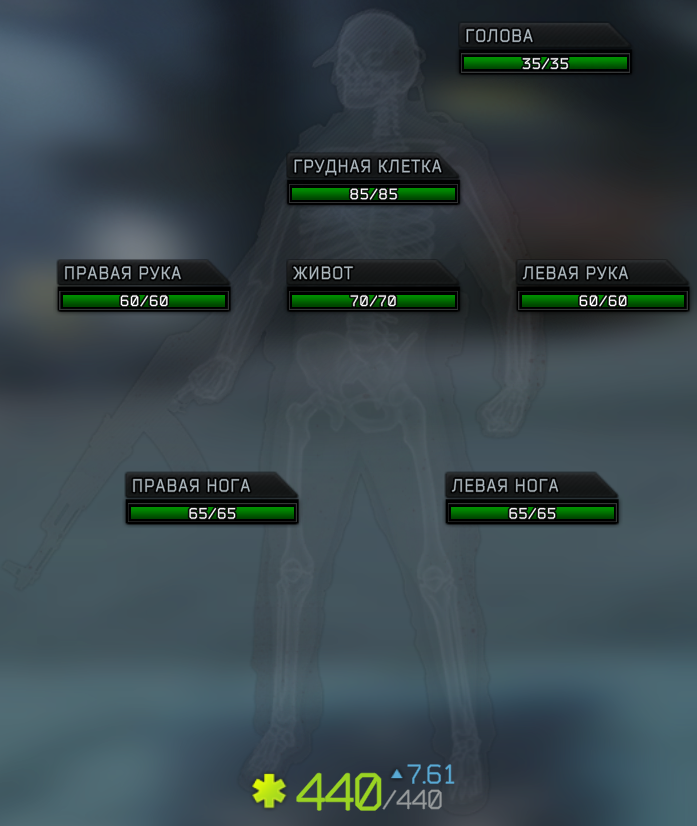 ГОЛОВА
35/35
ГРУДНАЯ КЛЕТКА
85/85
ПРАВАЯ РУКА
60/60
ЖИВОТ
70/70
ЛЕВАЯ РУКА
60/60
ПРАВАЯ НОГА
65/65
ЛЕВАЯ НОГА
65/65
▲7.61
440/440